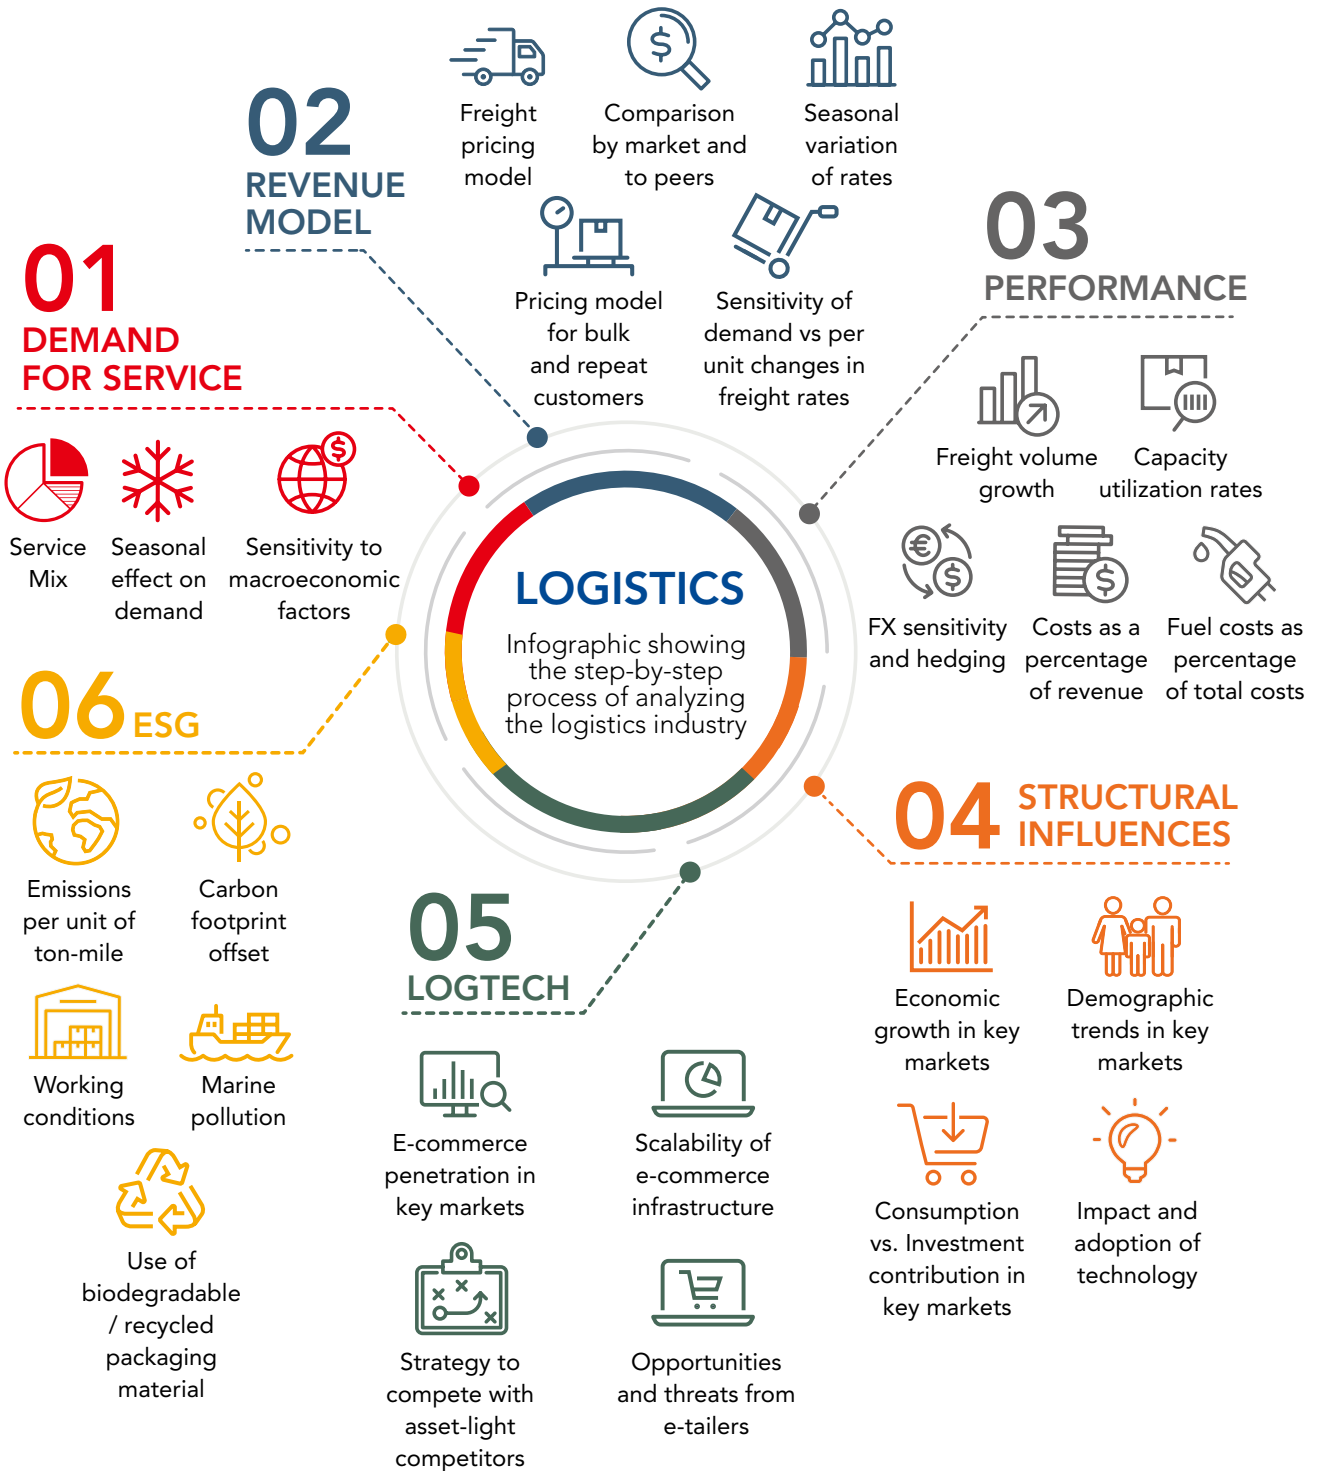 LOGISTICS
Infographic showing
the step-by-step
process of analyzing
the logistics industry
01
DEMAND
FOR SERVICE
Service
Mix
Seasonal
effect on
demand
Sensitivity to
macroeconomic
factors
02
REVENUE
MODEL
Freight
pricing
model
Comparison
by market and
to peers
Seasonal
variation
of rates
Pricing model
for bulk
and repeat
customers
Sensitivity of
demand vs per
unit changes in
freight rates
03
PERFORMANCE
Freight volume
growth
Capacity
utilization rates
FX sensitivity
and hedging
Costs as a
percentage
of revenue
Fuel costs as
percentage
of total costs
04
STRUCTURAL
INFLUENCES
Economic
growth in key
markets
Demographic
trends in key
markets
Consumption
vs. Investment
contribution in
key markets
Impact and
adoption of
technology
05
LOGTECH
E-commerce
penetration in
key markets
Scalability of
e-commerce
infrastructure
Strategy to
compete with
asset-light
competitors
Opportunities
and threats from
e-tailers
06 ESG
Emissions
per unit of
ton-mile
Carbon
footprint
offset
Working
conditions
Marine
pollution
Use of
biodegradable
/ recycled
packaging
material